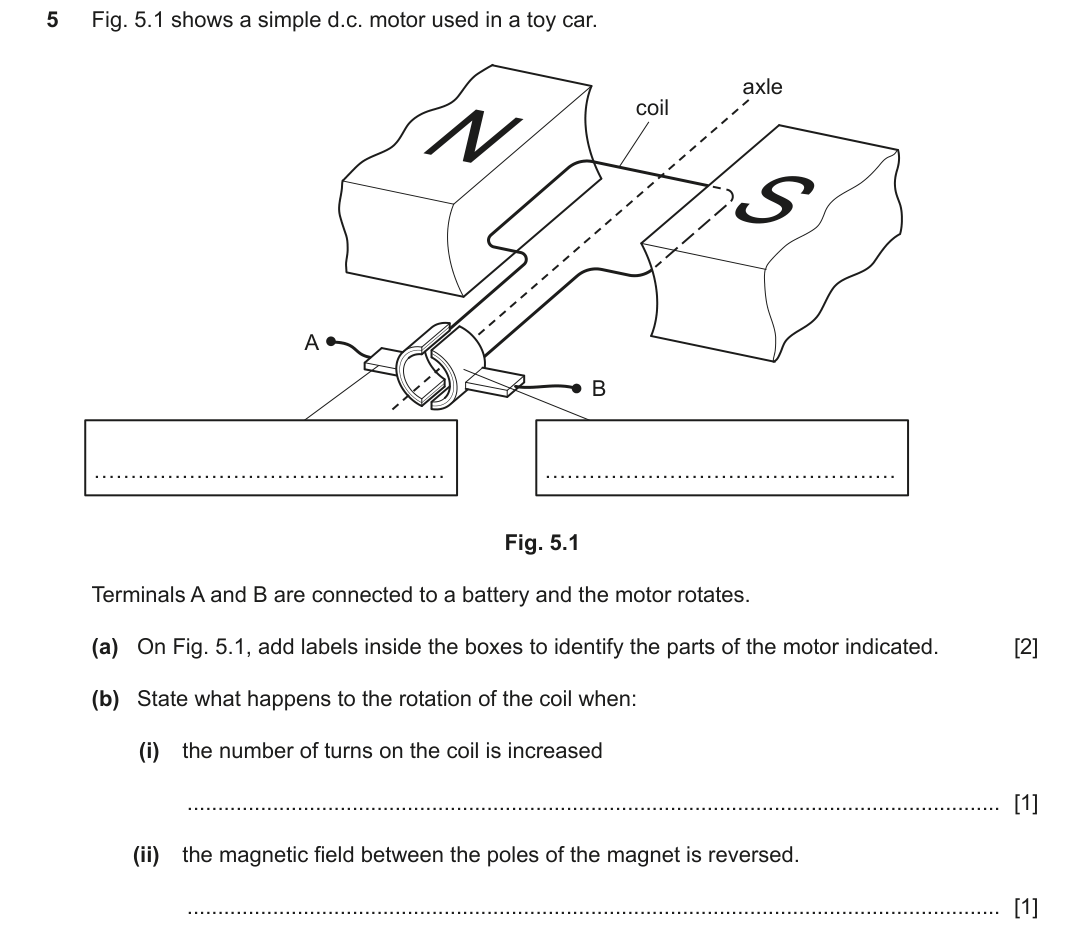 5 Fig. 5.1 shows a simple d.c. motor used in a toy car.
axle
coil
N
S
A
B
..............................................
..............................................
Fig. 5.1
Terminals A and B are connected to a battery and the motor rotates.
(a) On Fig. 5.1, add labels inside the boxes to identify the parts of the motor indicated. [2]
(b) State what happens to the rotation of the coil when:
(i) the number of turns on the coil is increased
.................................................................................................................. [1]
(ii) the magnetic field between the poles of the magnet is reversed.
.................................................................................................................. [1]